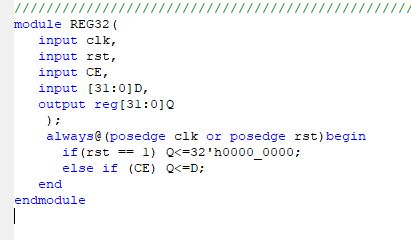 //////////////////////////////////////////////////
module REG32(
input clk,
input rst,
input CE,
input [31:0]D,
output reg[31:0]Q
);
always@(posedge clk or posedge rst)begin
if(rst == 1) Q<=32'h0000_0000;
else if (CE) Q<=D;
end
endmodule